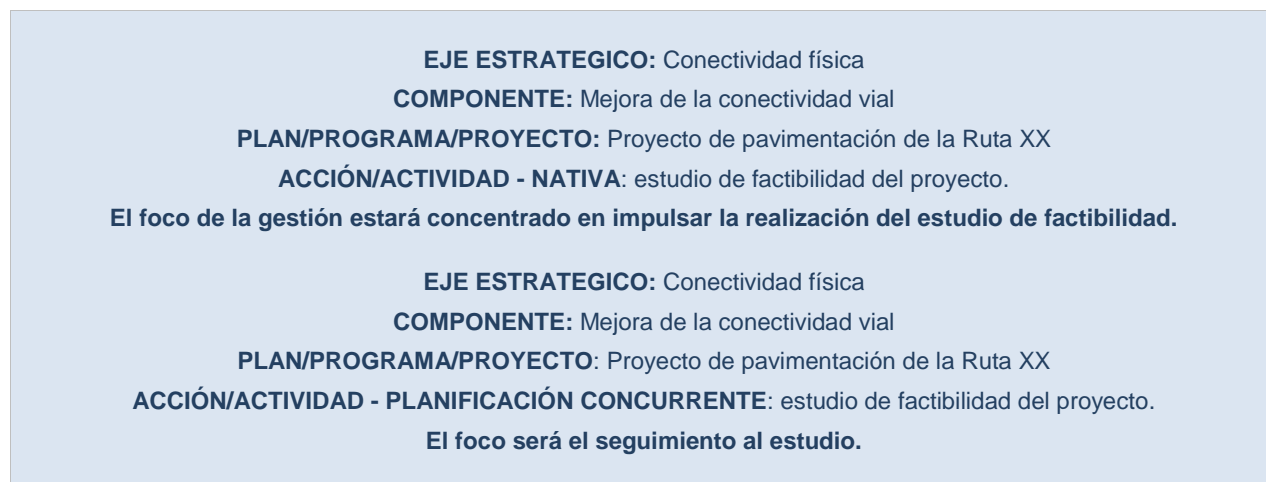 EJE ESTRATEGICO: Conectividad física
COMPONENTE: Mejora de la conectividad vial
PLAN/PROGRAMA/PROYECTO: Proyecto de pavimentación de la Ruta XX
ACCIÓN/ACTIVIDAD - NATIVA: estudio de factibilidad del proyecto.
El foco de la gestión estará concentrado en impulsar la realización del estudio de factibilidad.
EJE ESTRATEGICO: Conectividad física
COMPONENTE: Mejora de la conectividad vial
PLAN/PROGRAMA/PROYECTO: Proyecto de pavimentación de la Ruta XX
ACCIÓN/ACTIVIDAD - PLANIFICACIÓN CONCURRENTE: estudio de factibilidad del proyecto.
El foco será el seguimiento al estudio.